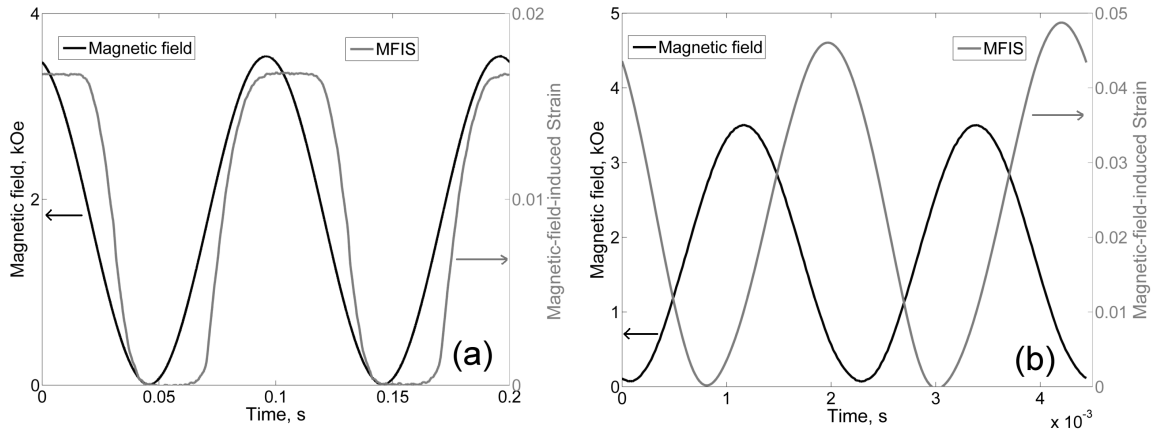 4
0.02
Magnetic field
MFIS
Magnetic field, kOe
2
0.01
Magnetic-field-induced Strain
(a)
0
0
0
0.05
0.1
0.15
0.2
Time, s
5
0.05
Magnetic field
MFIS
4
0.04
3
0.03
Magnetic field, kOe
Magnetic-field-induced Strain
2
0.02
1
0.01
(b)
0
0
0
1
2
3
4
Time, s
x 10-3